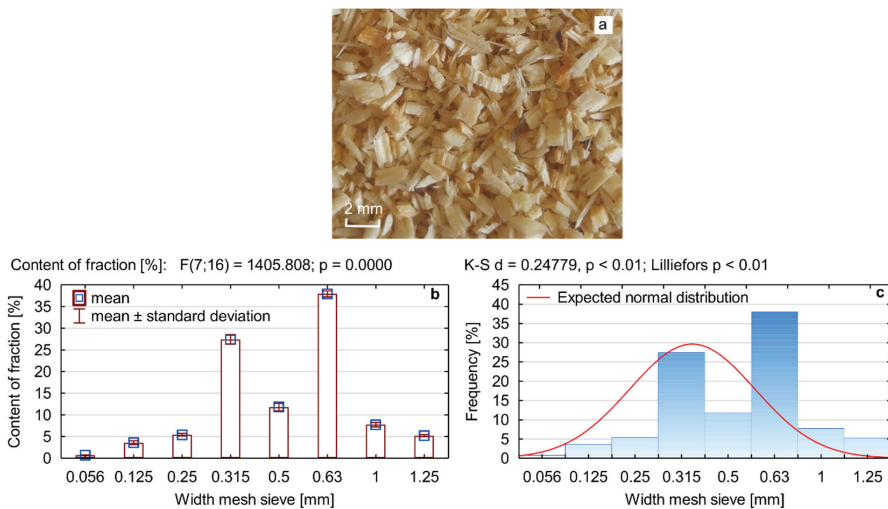 a
2 mm
Content of fraction [%]: F(7;16) = 1405.808; p = 0.0000
b
mean
mean ± standard deviation
Content of fraction [%]
40
35
30
25
20
15
10
5
0
0.056 0.125 0.25 0.315 0.5 0.63 1 1.25
Width mesh sieve [mm]
K-S d = 0.24779, p < 0.01; Lilliefors p < 0.01
c
Expected normal distribution
Frequency [%]
45
40
35
30
25
20
15
10
5
0
0.056 0.125 0.25 0.315 0.5 0.63 1 1.25
Width mesh sieve [mm]